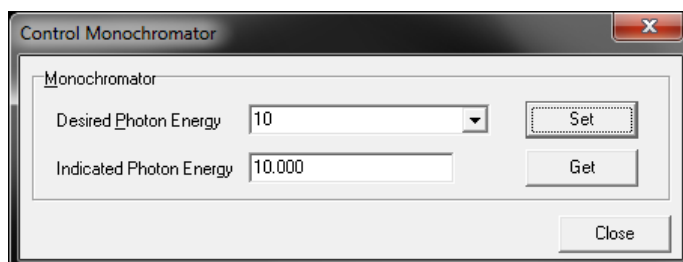 Control Monochromator
Monochromator
Desired Photon Energy 10 Set
Indicated Photon Energy 10.000 Get
Close